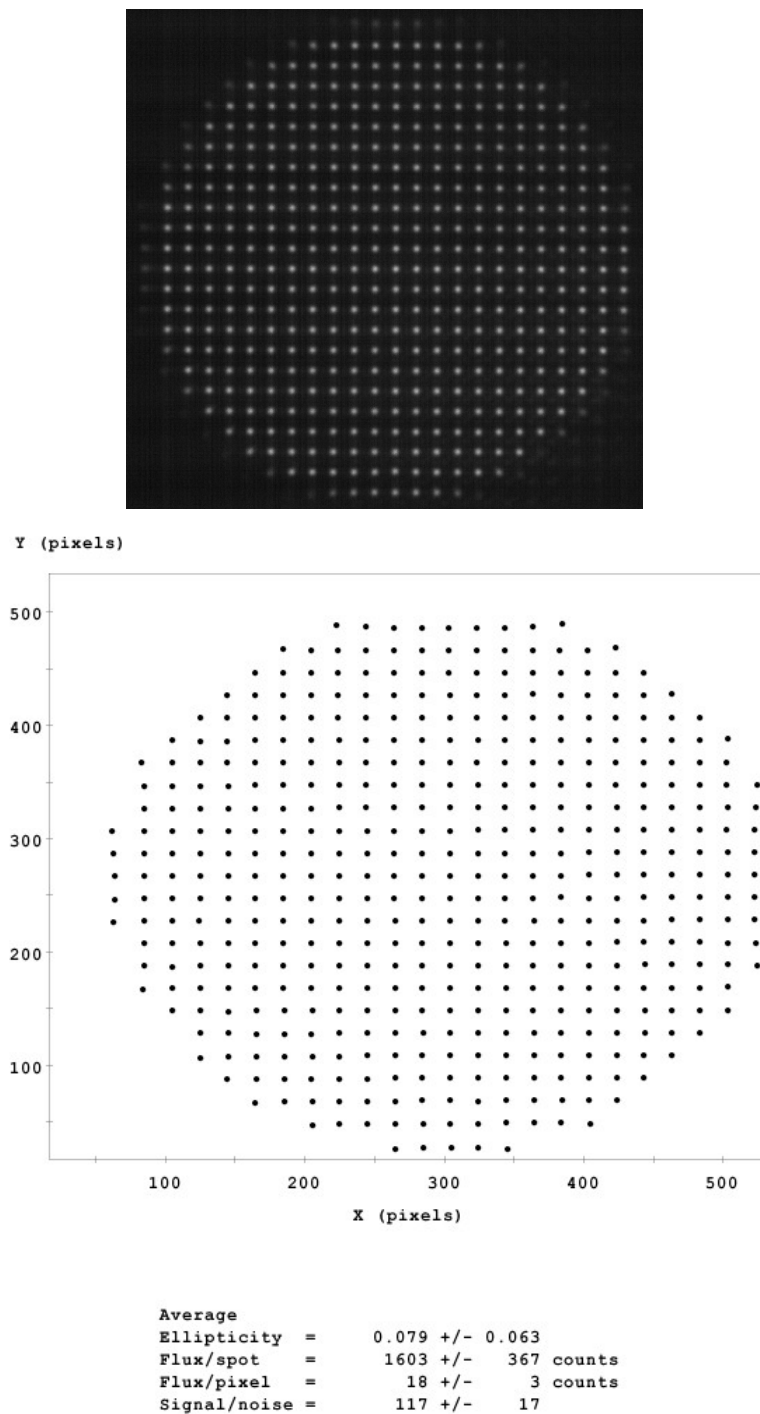 Y (pixels)
500
400
300
200
100
100 200 300 400 500
X (pixels)
Average
Ellipticity = 0.079 +/- 0.063
Flux/spot = 1603 +/- 367 counts
Flux/pixel = 18 +/- 3 counts
Signal/noise = 117 +/- 17